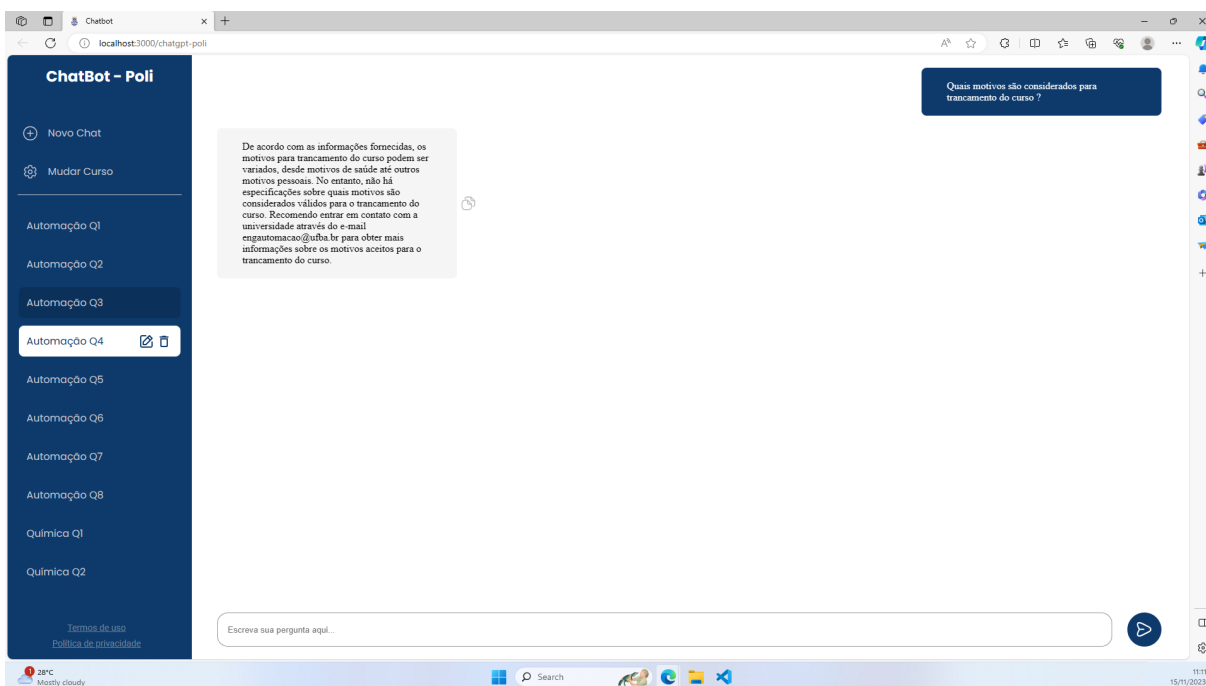 Chatbot
localhost:3000/chatgpt-poli
ChatBot - Poli
Novo Chat
Mudar Curso
Automação Q1
Automação Q2
Automação Q3
Automação Q4
Automação Q5
Automação Q6
Automação Q7
Automação Q8
Química Q1
Química Q2
Termos de uso
Política de privacidade
Quais motivos são considerados para
trancamento do curso ?
De acordo com as informações fornecidas, os
motivos para trancamento do curso podem ser
variados, desde motivos de saúde até outros
motivos pessoais. No entanto, não há
especificações sobre quais motivos são
considerados válidos para o trancamento do
curso. Recomendo entrar em contato com a
universidade através do e-mail
engautomacao@ufba.br para obter mais
informações sobre os motivos aceitos para o
trancamento do curso.
Escreva sua pergunta aqui...
1
28°C
Mostly cloudy
Search
11:11
15/11/2023